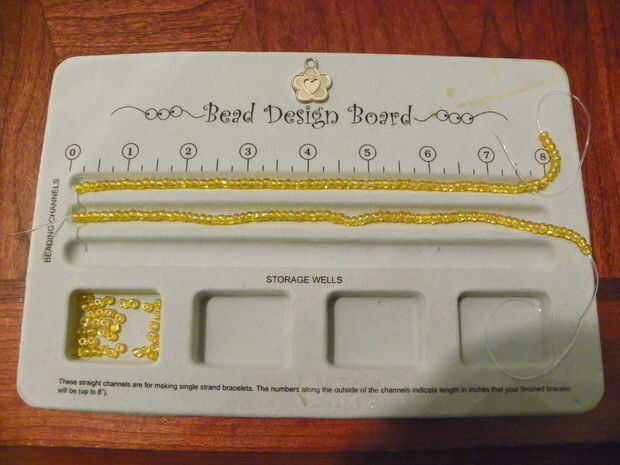 Bead Design Board
0 1 2 3 4 5 6 7 8
BEADING CHANNELS
STORAGE WELLS
These straight channels are for making single strand bracelets. The numbers along the outside of the channels indicate length in inches that your finished bracelet
will be (up to 8").